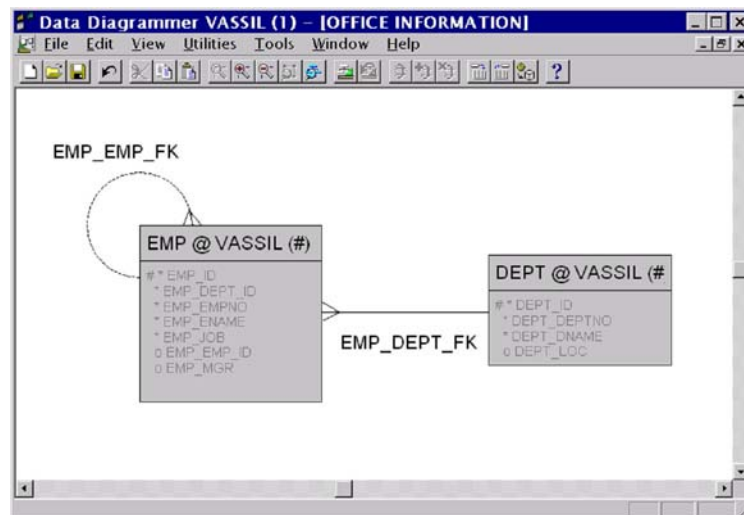 Data Diagrammer VASSIL (1) – [OFFICE INFORMATION]
File Edit View Utilities Tools Window Help
EMP_EMP_FK
EMP @ VASSIL (#)
# * EMP_ID
* EMP_DEPT_ID
* EMP_EMPNO
* EMP_ENAME
* EMP_JOB
o EMP_EMP_ID
o EMP_MGR
EMP_DEPT_FK
DEPT @ VASSIL (#
# * DEPT_ID
* DEPT_DEPTNO
* DEPT_DNAME
o DEPT_LOC